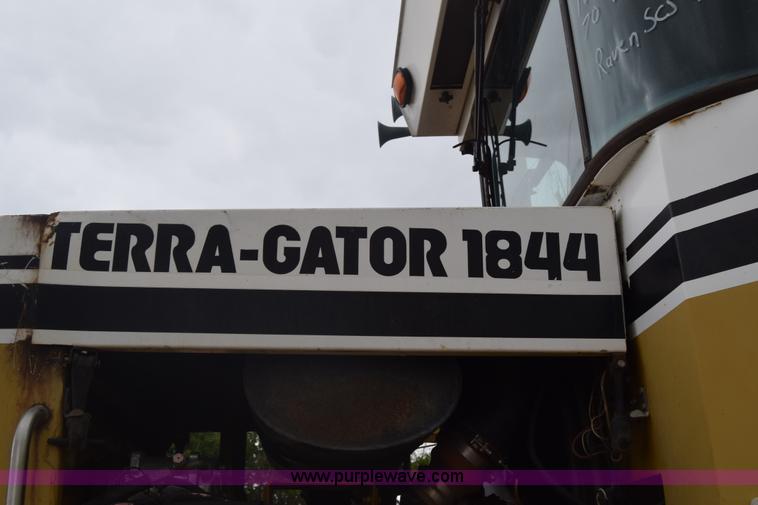 Raven SCS
TERRA-GATOR 1844
www.purplewave.com